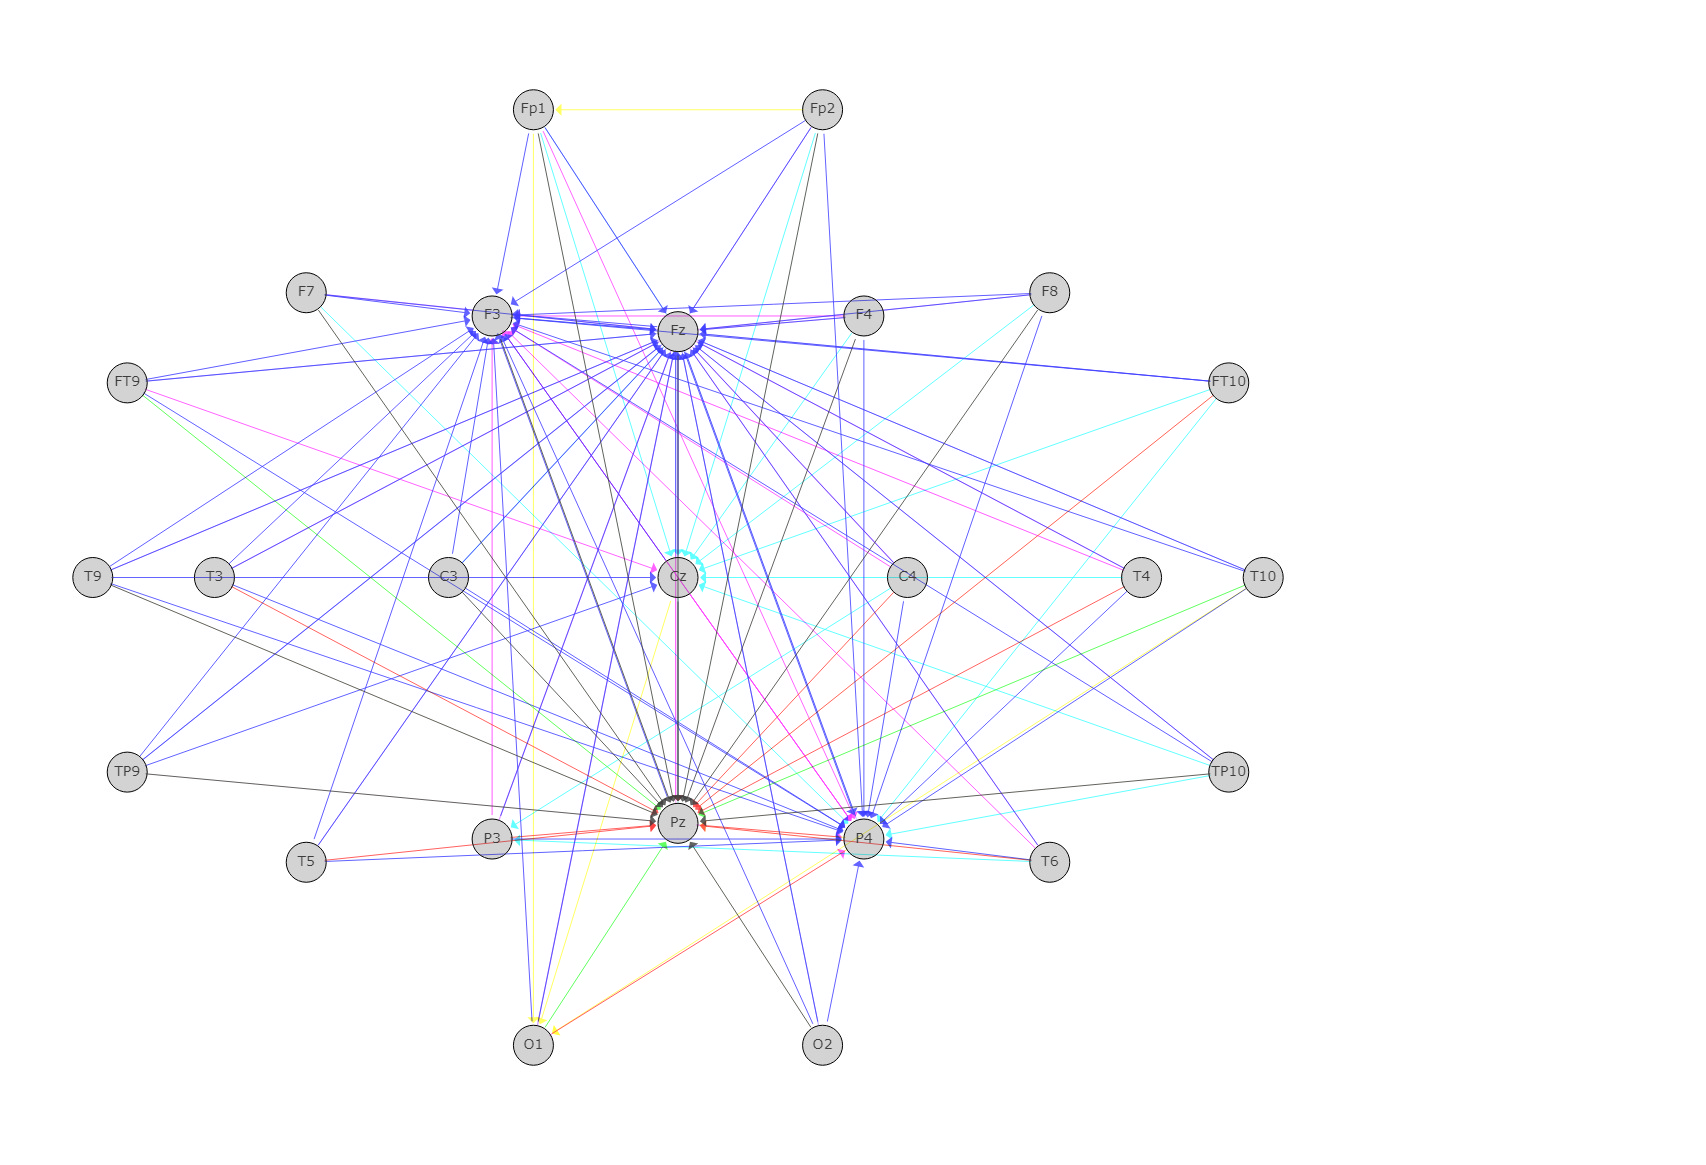 Fp1 Fp2
F7 F3 Fz F4 F8
FT9 FT10
T9 T3 C3 Cz C4 T4 T10
TP9 TP10
T5 P3 Pz P4 T6
O1 O2